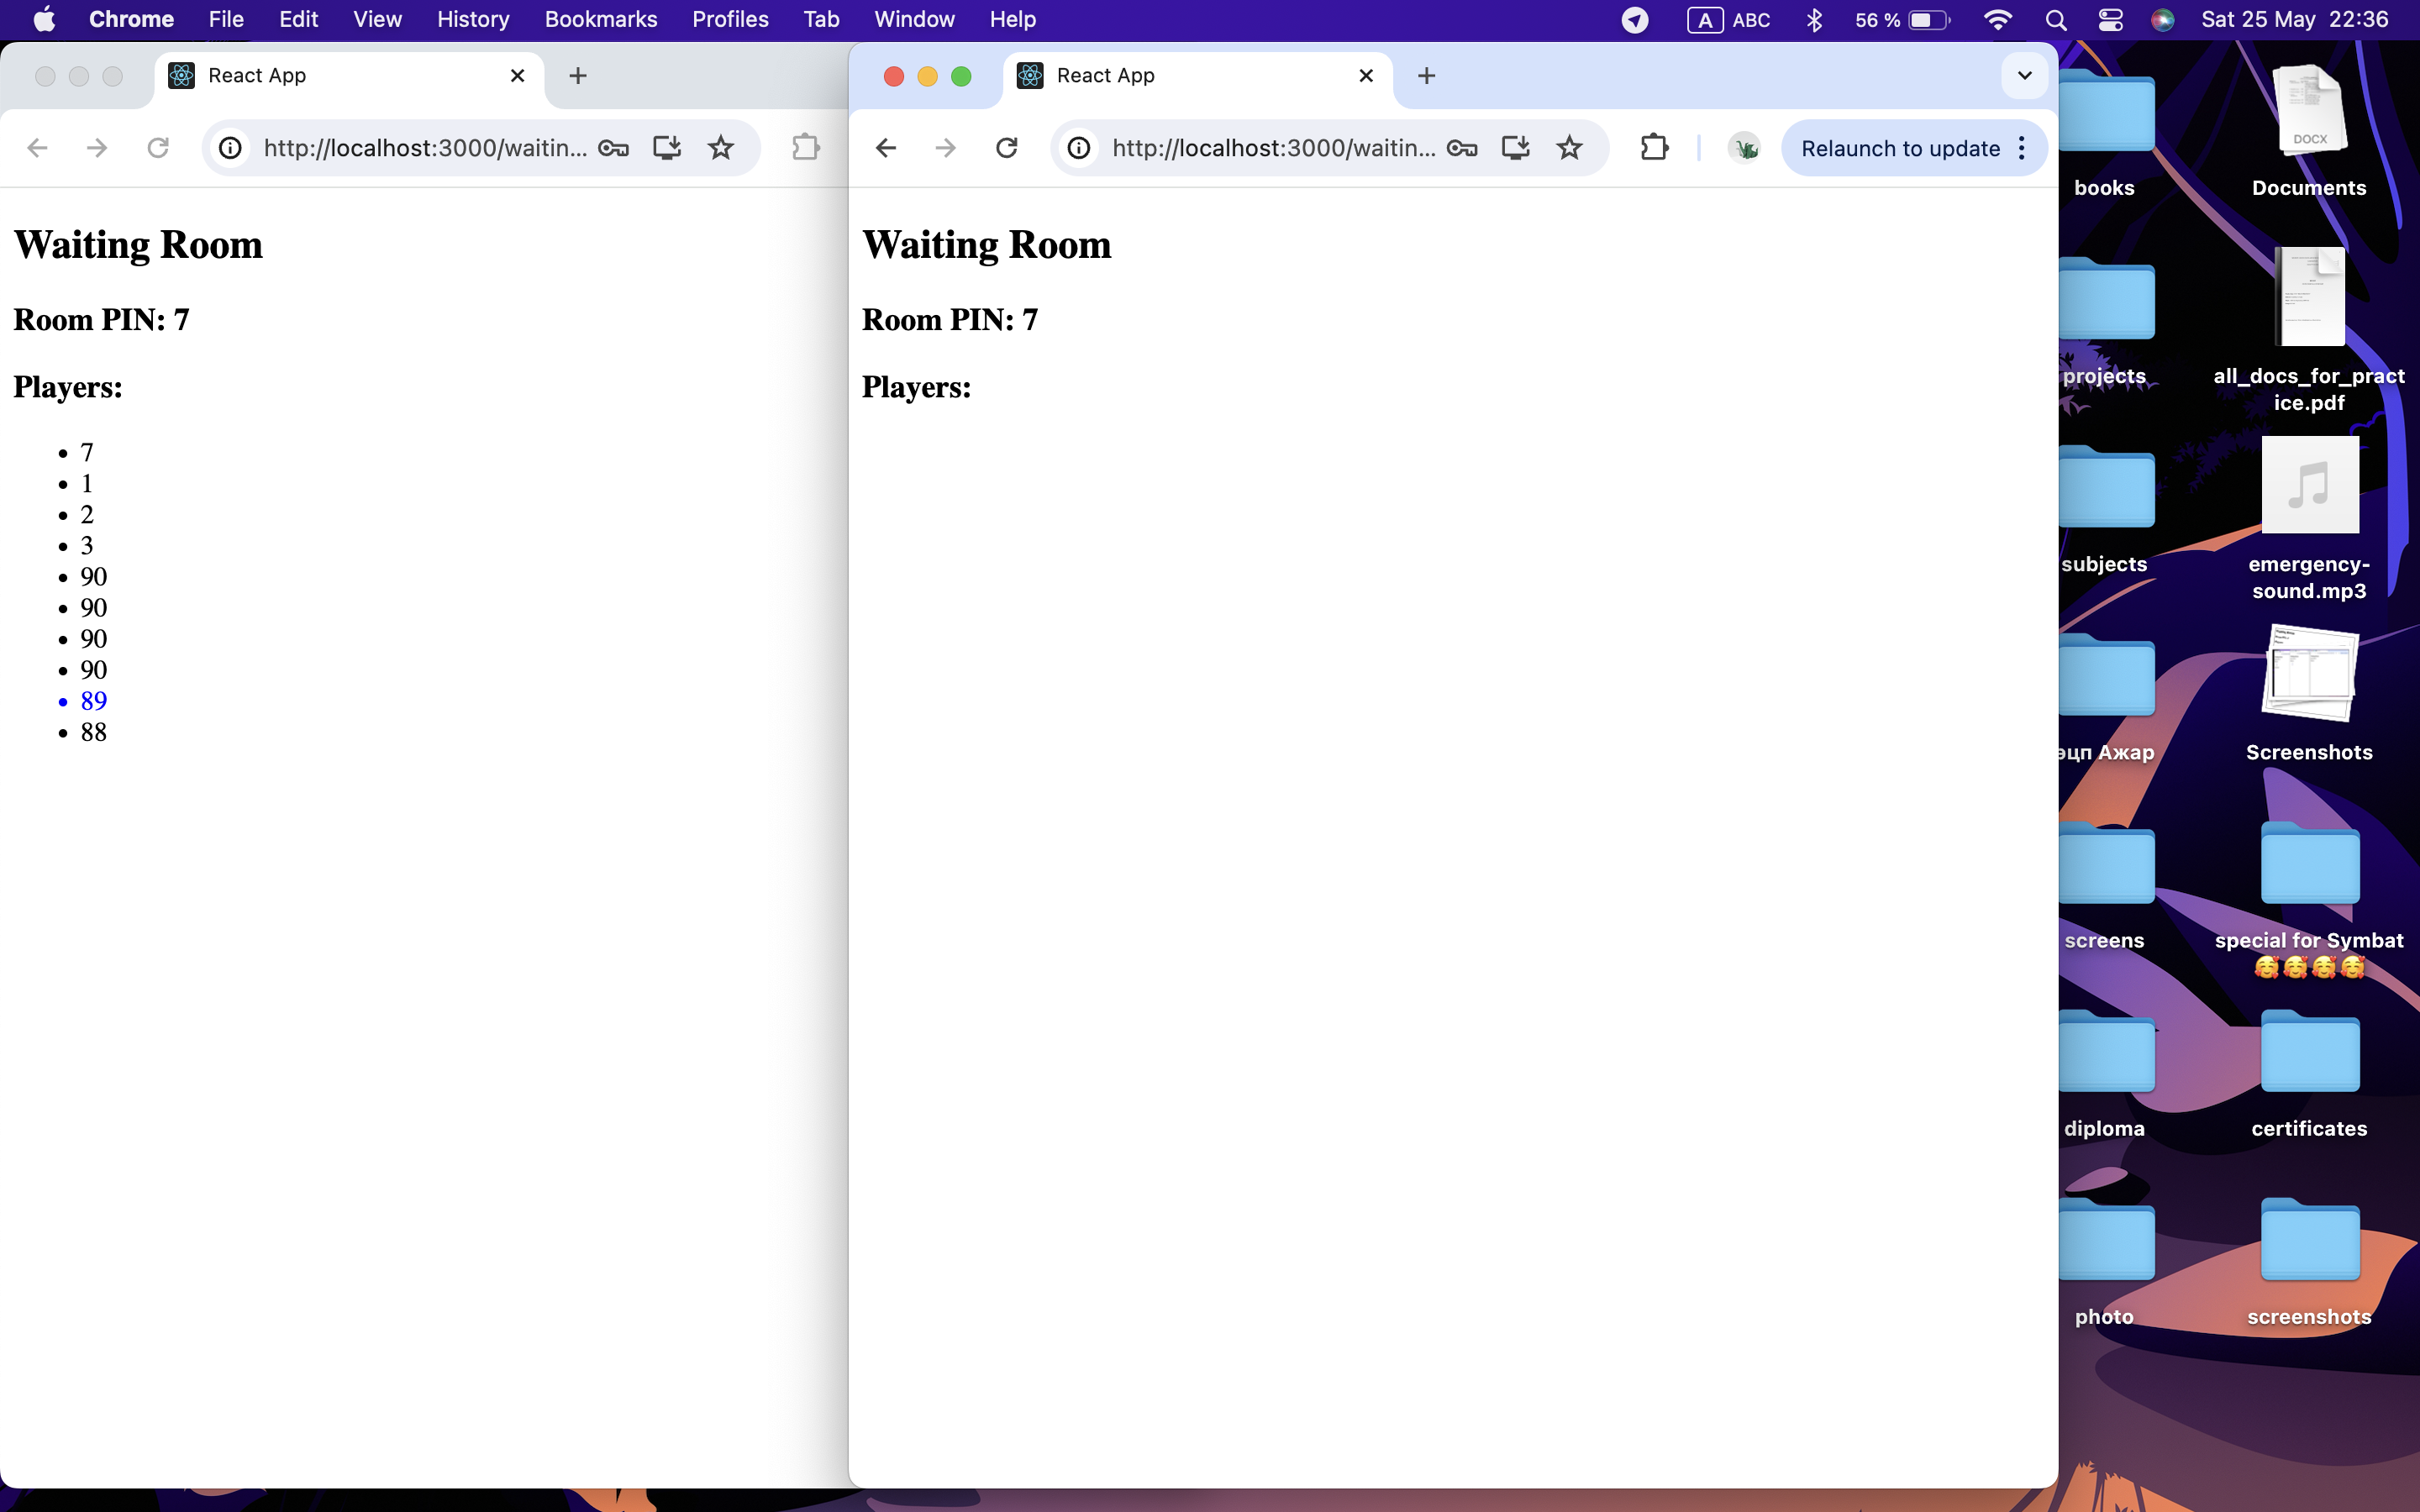 Chrome File Edit View History Bookmarks Profiles Tab Window Help
A ABC 56 % Sat 25 May 22:36
React App
http://localhost:3000/waitin...
Waiting Room
Room PIN: 7
Players:
• 7
• 1
• 2
• 3
• 90
• 90
• 90
• 90
• 89
• 88
React App
http://localhost:3000/waitin...
Relaunch to update
Waiting Room
Room PIN: 7
Players:
books
projects
subjects
эцп Ажар
screens
diploma
photo
DOCX
Documents
all_docs_for_pract
ice.pdf
emergency-
sound.mp3
Screenshots
special for Symbat
🥰🥰🥰🥰
certificates
screenshots